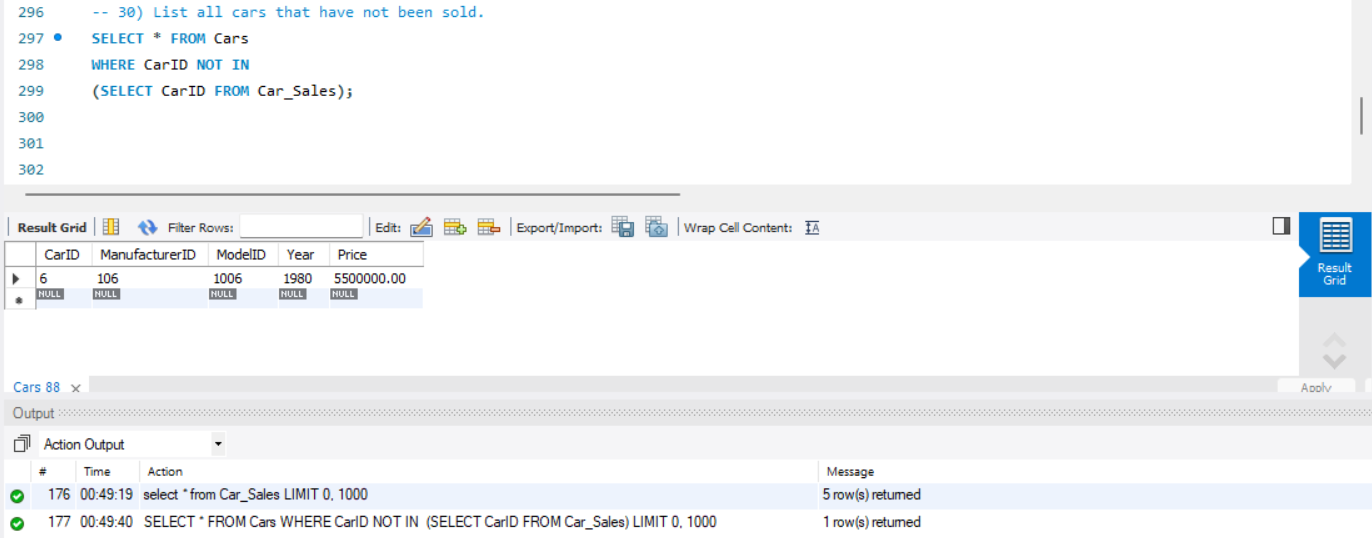 296 -- 30) List all cars that have not been sold.
297 SELECT * FROM Cars
298 WHERE CarID NOT IN
299 (SELECT CarID FROM Car_Sales);
300
301
302
Result Grid Filter Rows: Edit: Export/Import: Wrap Cell Content: IA
CarID ManufacturerID ModelID Year Price
6 106 1006 1980 5500000.00
NULL NULL NULL NULL NULL
Result
Grid
Cars 88 Apply
Output
Action Output
# Time Action Message
176 00:49:19 select * from Car_Sales LIMIT 0, 1000 5 row(s) returned
177 00:49:40 SELECT * FROM Cars WHERE CarID NOT IN (SELECT CarID FROM Car_Sales) LIMIT 0, 1000 1 row(s) returned